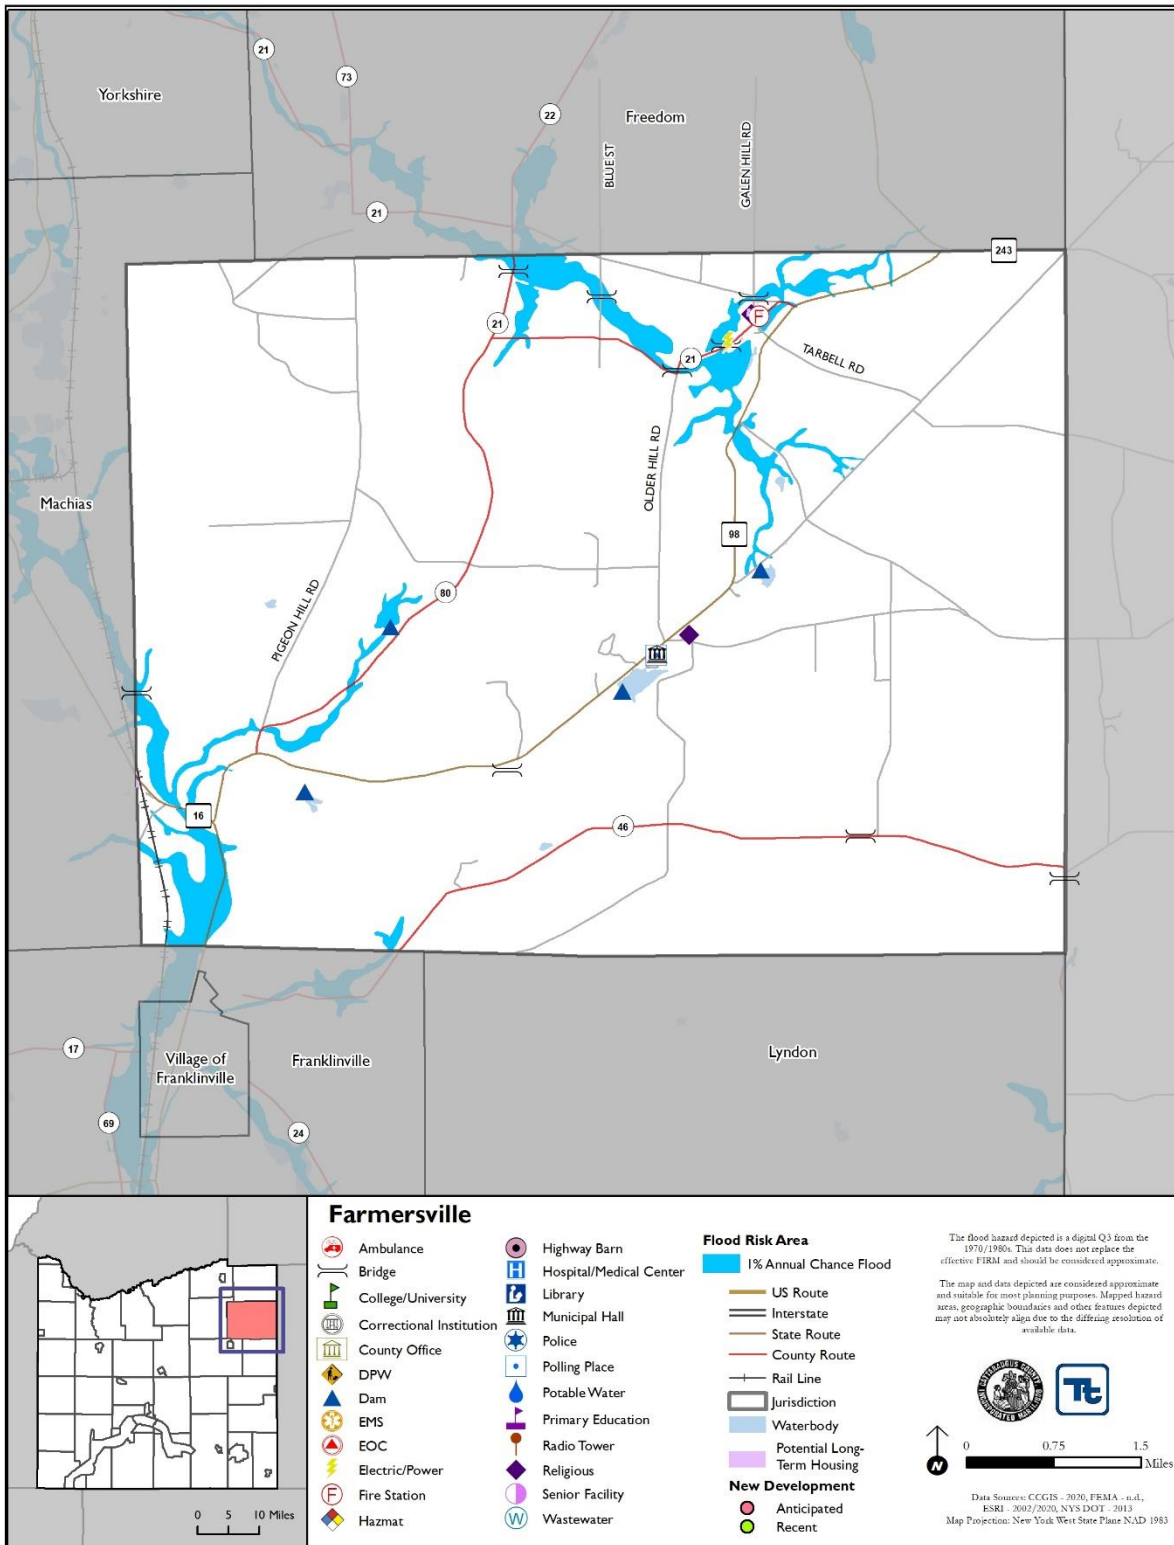 21
73
Yorkshire
22
Freedom
BLUE ST
GALEN HILL RD
21
243
21
21
TARBELL RD
OLDER HILL RD
Machias
98
80
PIGEON HILL RD
16
46
17
Village of
Franklinville
Franklinville
Lyndon
69
24
Farmersville
Ambulance
Bridge
College/University
Correctional Institution
County Office
DPW
Dam
EMS
EOC
Electric/Power
Fire Station
Hazmat
Highway Barn
Hospital/Medical Center
Library
Municipal Hall
Police
Polling Place
Potable Water
Primary Education
Radio Tower
Religious
Senior Facility
Wastewater
Flood Risk Area
1% Annual Chance Flood
US Route
Interstate
State Route
County Route
Rail Line
Jurisdiction
Waterbody
Potential Long-
Term Housing
New Development
Anticipated
Recent
The flood hazard depicted is a digital Q3 from the
1970/1980s. This data does not replace the
effective FIRM and should be considered approximate.
The map and data depicted are considered approximate
and suitable for most planning purposes. Mapped hazard
areas, geographic boundaries and other features depicted
may not absolutely align due to the differing resolution of
available data.
Tt
N
0 0.75 1.5
Miles
0 5 10 Miles
Data Sources: CCGIS - 2020, FEMA - n.d.,
ESRI - 2002/2020, NYS DOT - 2013
Map Projection: New York West State Plane NAD 1983